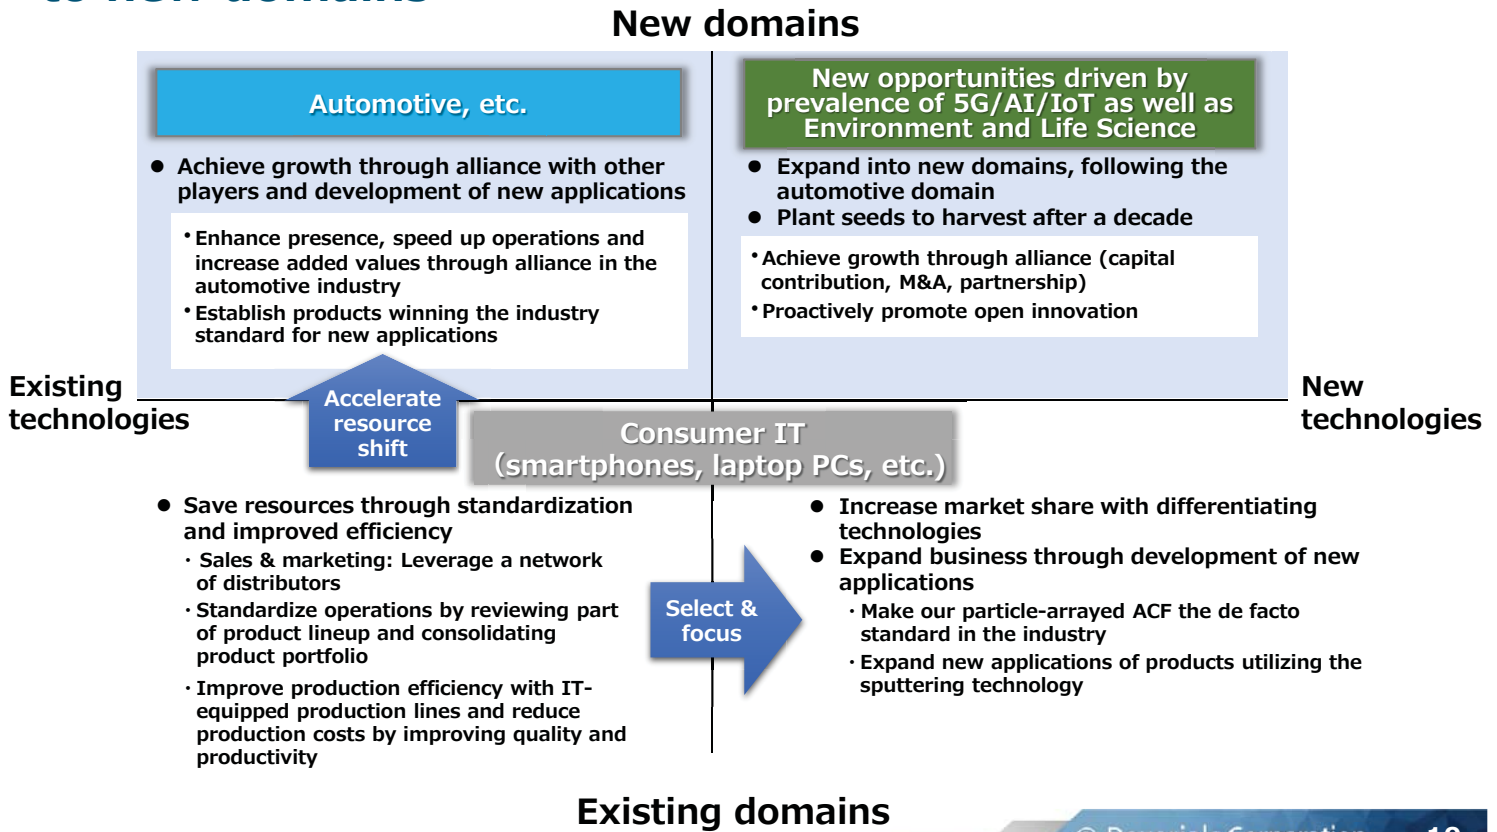 to new domains
New domains
Automotive, etc.
● Achieve growth through alliance with other
players and development of new applications
・Enhance presence, speed up operations and
increase added values through alliance in the
automotive industry
・Establish products winning the industry
standard for new applications
New opportunities driven by
prevalence of 5G/AI/IoT as well as
Environment and Life Science
● Expand into new domains, following the
automotive domain
● Plant seeds to harvest after a decade
・Achieve growth through alliance (capital
contribution, M&A, partnership)
・Proactively promote open innovation
Existing
technologies
New
technologies
Accelerate
resource
shift
Consumer IT
（smartphones, laptop PCs, etc.)
● Save resources through standardization
and improved efficiency
・Sales & marketing: Leverage a network
of distributors
・Standardize operations by reviewing part
of product lineup and consolidating
product portfolio
・Improve production efficiency with IT-
equipped production lines and reduce
production costs by improving quality and
productivity
Select &
focus
● Increase market share with differentiating
technologies
● Expand business through development of new
applications
・Make our particle-arrayed ACF the de facto
standard in the industry
・Expand new applications of products utilizing the
sputtering technology
Existing domains